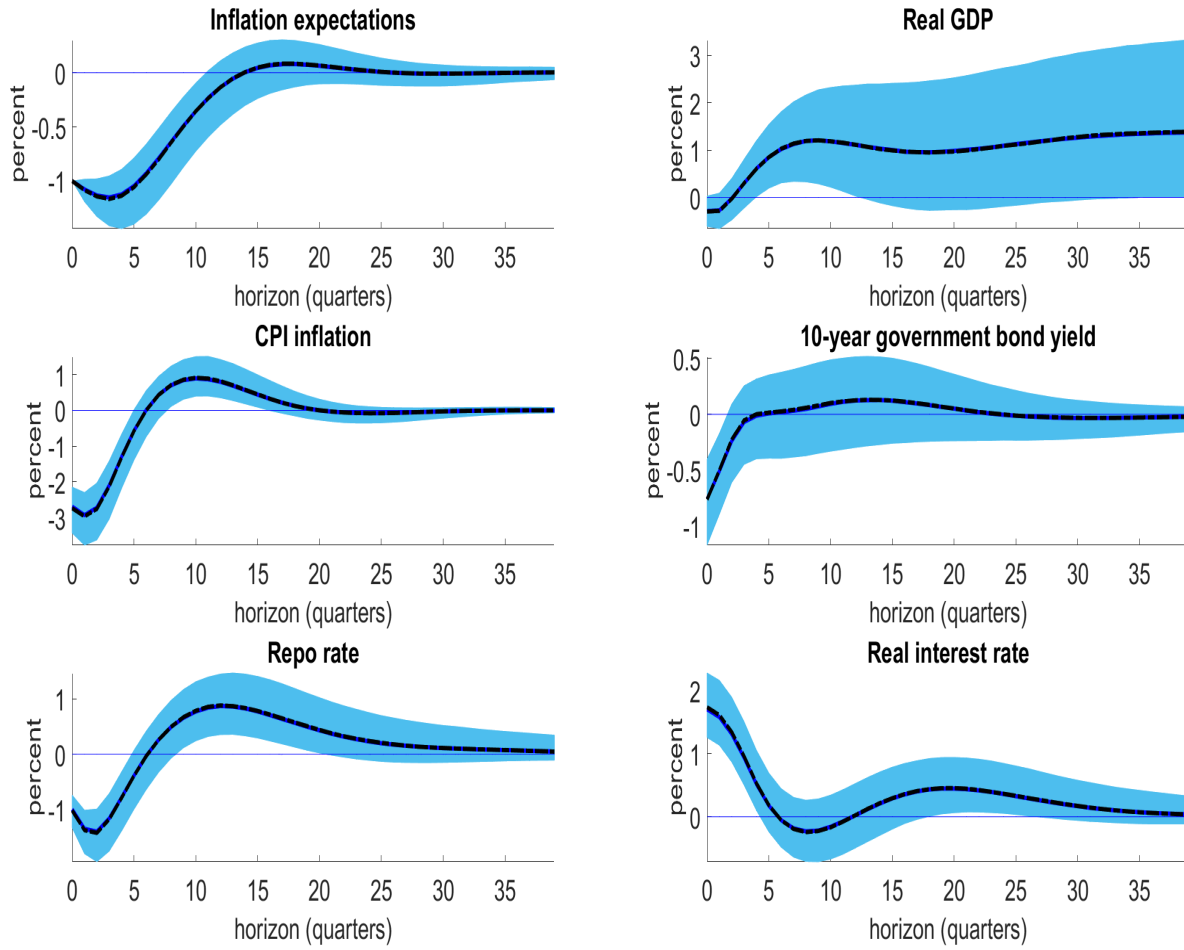 Inflation expectations
percent
0
-0.5
-1
0 5 10 15 20 25 30 35
horizon (quarters)
Real GDP
percent
3
2
1
0
0 5 10 15 20 25 30 35
horizon (quarters)
CPI inflation
percent
1
0
-1
-2
-3
0 5 10 15 20 25 30 35
horizon (quarters)
10-year government bond yield
percent
0.5
0
-0.5
-1
0 5 10 15 20 25 30 35
horizon (quarters)
Repo rate
percent
1
0
-1
0 5 10 15 20 25 30 35
horizon (quarters)
Real interest rate
percent
2
1
0
0 5 10 15 20 25 30 35
horizon (quarters)